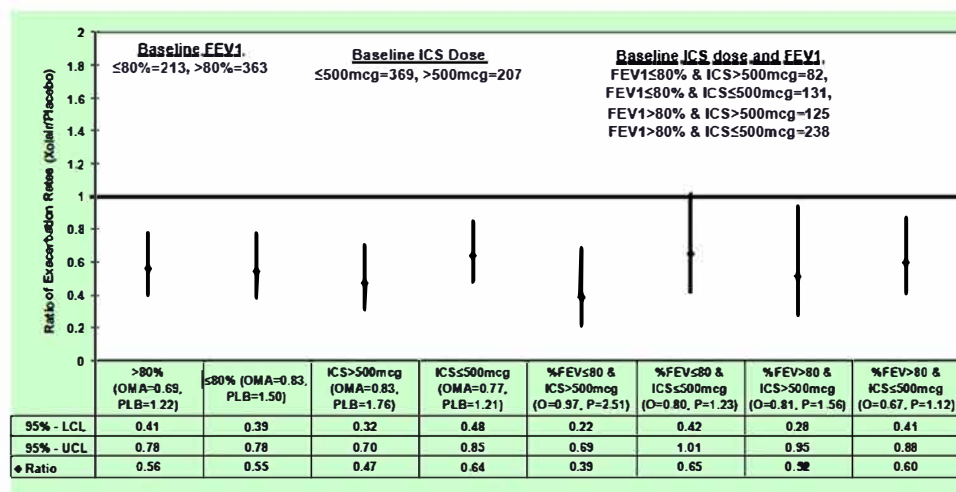 Ratio of Exacerbation Rates (Xolair/Placebo)
2
1.8
1.6
1.4
1.2
1
0.8
0.6
0.4
0.2
0
Baseline FEV1
≤80%=213, >80%=363
Baseline ICS Dose
≤500mcg=369, >500mcg=207
Baseline ICS dose and FEV1
FEV1≤80% & ICS>500mcg=82,
FEV1≤80% & ICS≤500mcg=131,
FEV1>80% & ICS>500mcg=125
FEV1>80% & ICS≤500mcg=238
>80%
(OMA=0.69,
PLB=1.22)
≤80% (OMA=0.83,
PLB=1.50)
ICS>500mcg
(OMA=0.83,
PLB=1.76)
ICS≤500mcg
(OMA=0.77,
PLB=1.21)
%FEV≤80 &
ICS>500mcg
(O=0.97, P=2.51)
%FEV≤80 &
ICS≤500mcg
(O=0.80, P=1.23)
%FEV>80 &
ICS>500mcg
(O=0.81, P=1.56)
%FEV>80 &
ICS≤500mcg
(O=0.67, P=1.12)
95% - LCL 0.41 0.39 0.32 0.48 0.22 0.42 0.28 0.41
95% - UCL 0.78 0.78 0.70 0.85 0.69 1.01 0.95 0.88
Ratio 0.56 0.55 0.47 0.64 0.39 0.65 0.52 0.60